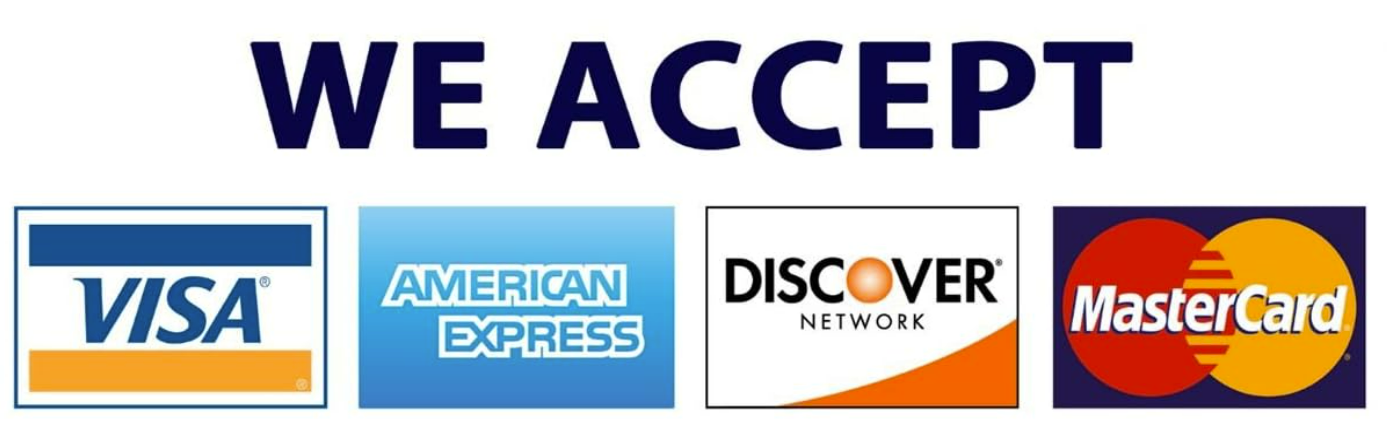 WE ACCEPT
VISA®
®
AMERICAN
EXPRESS
DISCOVER®
NETWORK
MasterCard
®